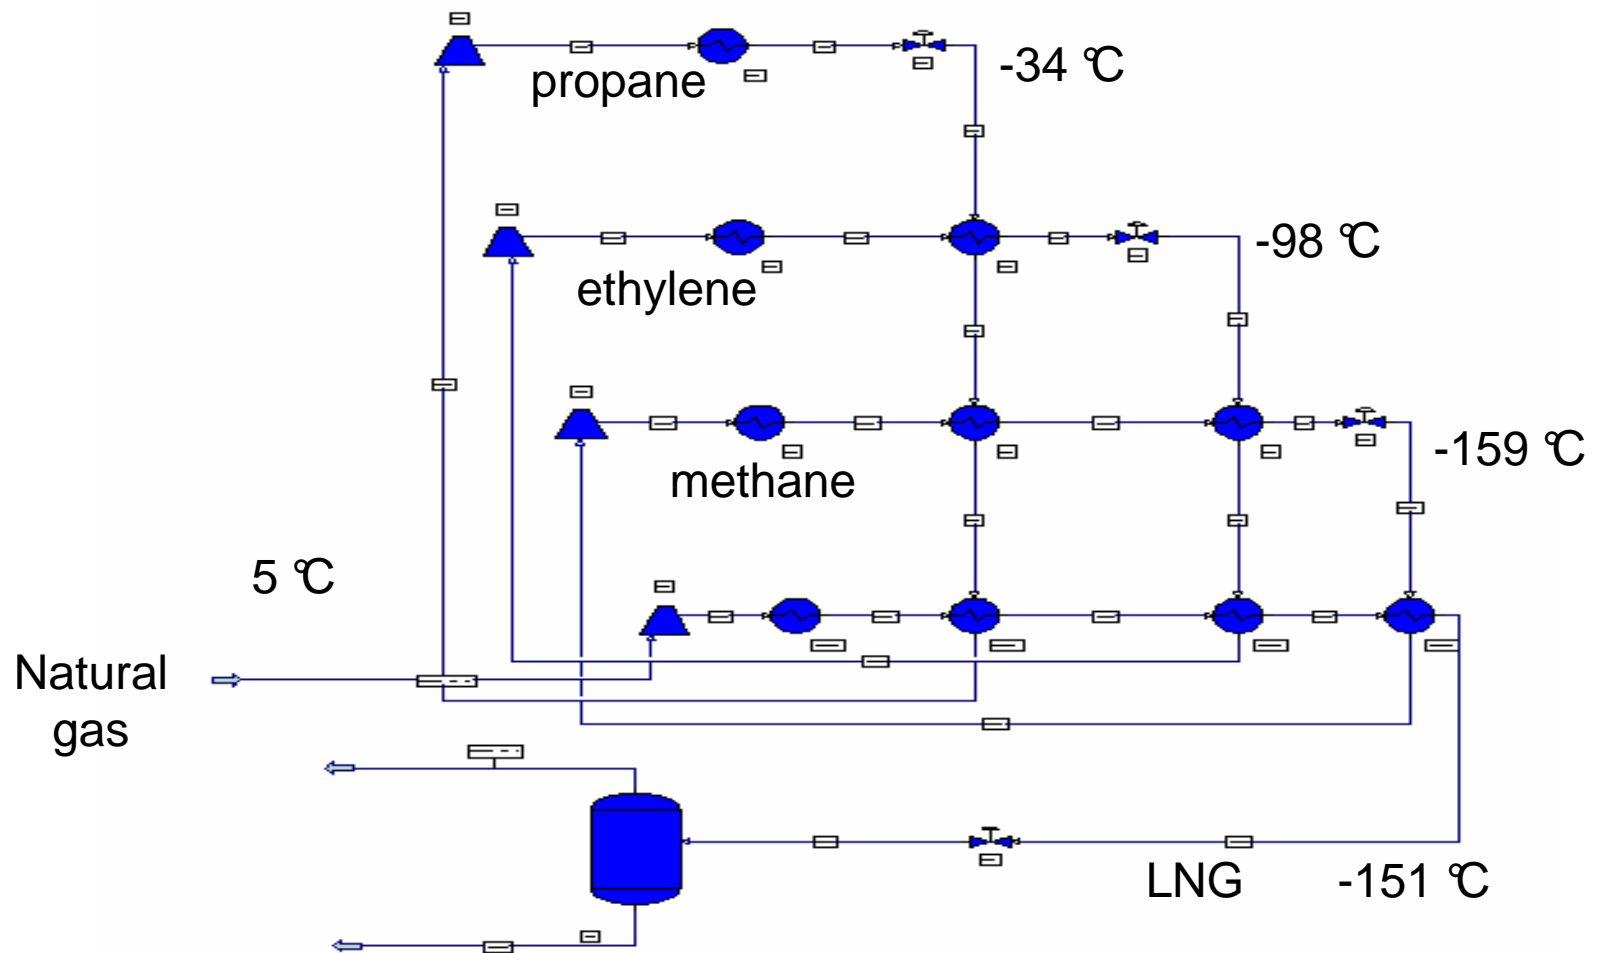 -34 °C
propane
-98 °C
ethylene
-159 °C
methane
5 °C
Natural
gas
LNG -151 °C